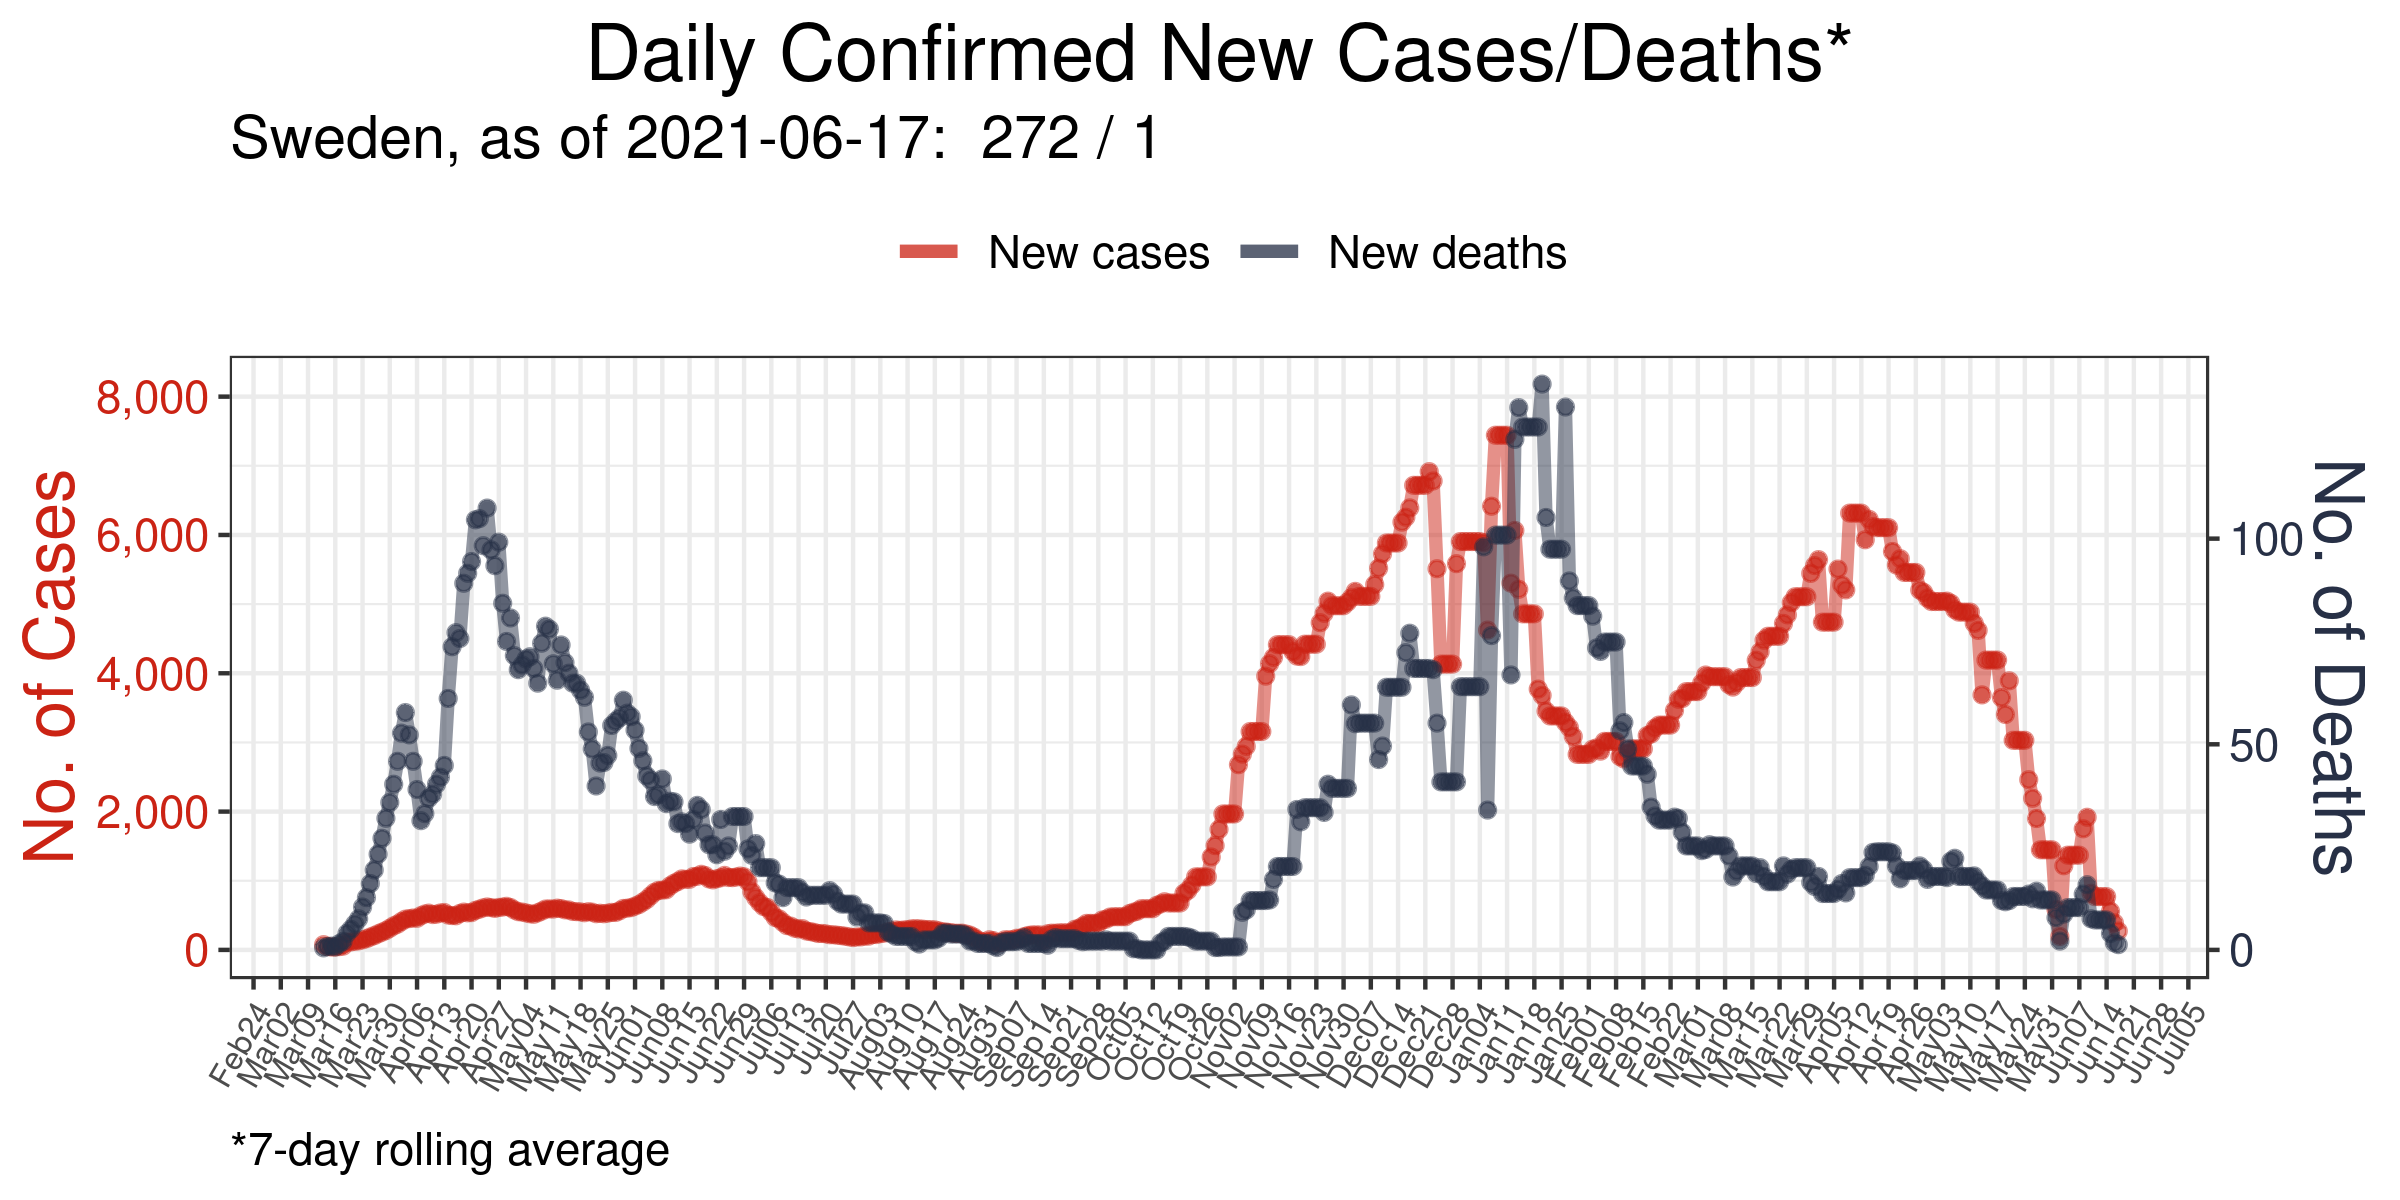 Daily Confirmed New Cases/Deaths*
Sweden, as of 2021-06-17:  272 / 1
New cases
New deaths
No. of Cases
8,000
6,000
4,000
2,000
0
No. of Deaths
100
50
0
Feb24
Mar02
Mar09
Mar16
Mar23
Mar30
Apr06
Apr13
Apr20
Apr27
May04
May11
May18
May25
Jun01
Jun08
Jun15
Jun22
Jun29
Jul06
Jul13
Jul20
Jul27
Aug03
Aug10
Aug17
Aug24
Aug31
Sep07
Sep14
Sep21
Sep28
Oct05
Oct12
Oct19
Oct26
Nov02
Nov09
Nov16
Nov23
Nov30
Dec07
Dec14
Dec21
Dec28
Jan04
Jan11
Jan18
Jan25
Feb01
Feb08
Feb15
Feb22
Mar01
Mar08
Mar15
Mar22
Mar29
Apr05
Apr12
Apr19
Apr26
May03
May10
May17
May24
May31
Jun07
Jun14
Jun21
Jun28
Jul05
*7-day rolling average